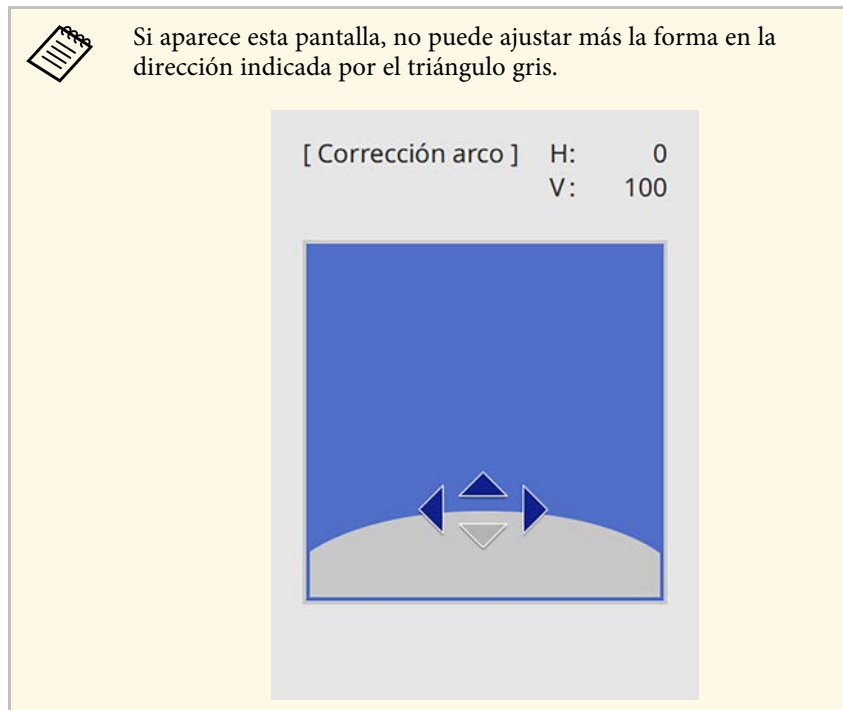 Si aparece esta pantalla, no puede ajustar más la forma en la
dirección indicada por el triángulo gris.
[ Corrección arco ] H: 0
V: 100